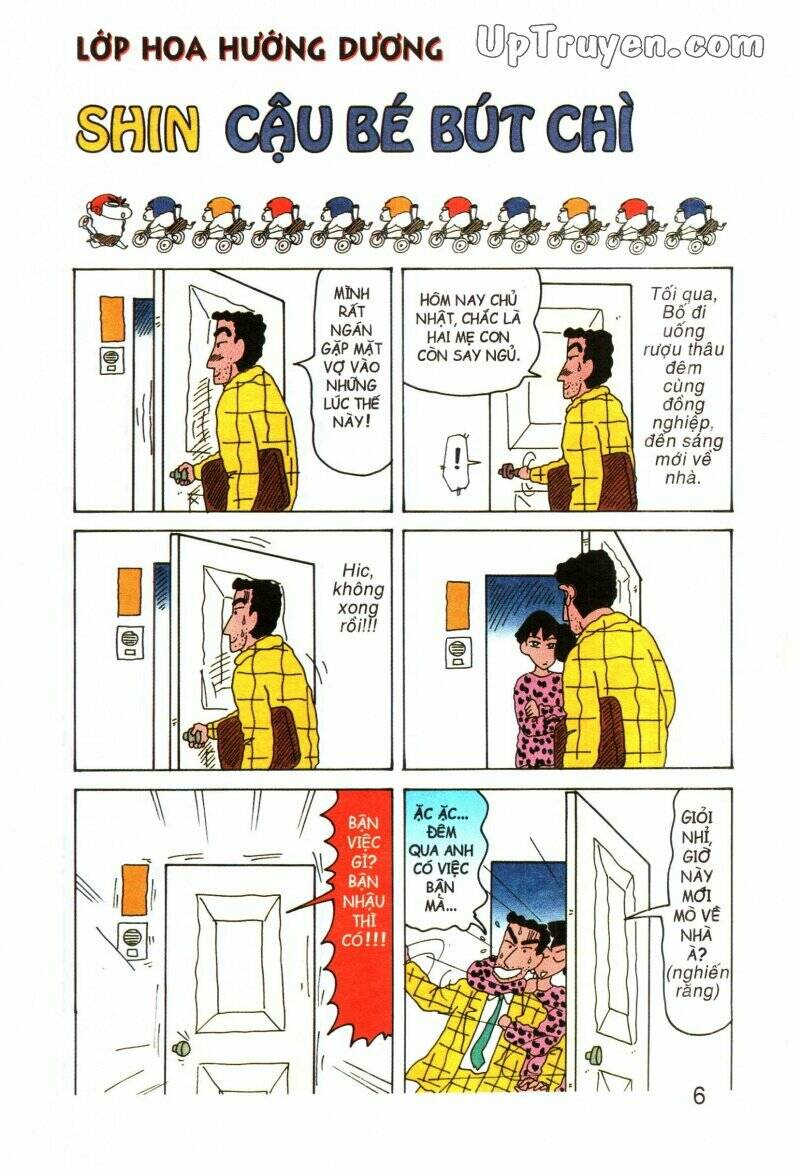 LỚP HOA HƯỚNG DƯƠNG
UpTruyen.com
SHIN CẬU BÉ BÚT CHÌ
Tối qua,
Bố đi
uống
rượu thâu
đêm
cùng
đồng
nghiệp,
đến sáng
mới về
nhà.
HÔM NAY CHỦ
NHẬT, CHẮC LÀ
HAI MẸ CON
CÒN SAY NGỦ.
!
MÌNH
RẤT
NGÁN
GẶP MẶT
VỢ VÀO
NHỮNG
LÚC THẾ
NÀY!
Hic,
không
xong
rồi!!!
GIỎI
NHỈ,
GIỜ
NÀY
MỚI
MÒ VỀ
NHÀ
À?
(nghiến
răng)
ẶC ẶC...
ĐÊM
QUA ANH
CÓ VIỆC
BẬN
MÀ...
BẬN
VIỆC
GÌ?
BẬN
NHẬU
THÌ
CÓ!!!
6